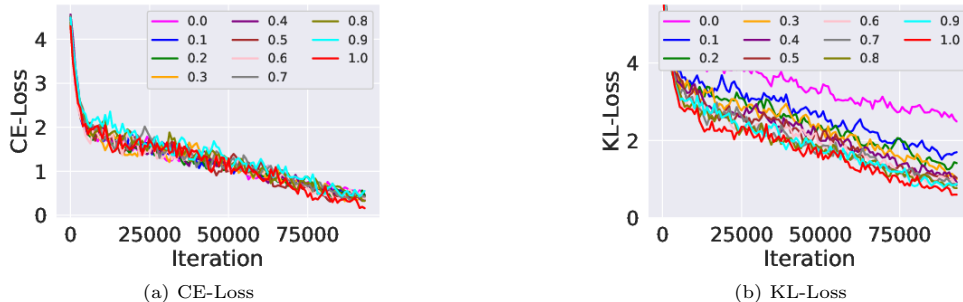 0.0 0.4 0.8
0.1 0.5 0.9
0.2 0.6 1.0
0.3 0.7
CE-Loss
4
3
2
1
0
0 25000 50000 75000
Iteration
(a) CE-Loss
0.0 0.3 0.6 0.9
0.1 0.4 0.7 1.0
0.2 0.5 0.8
KL-Loss
4
2
0
0 25000 50000 75000
Iteration
(b) KL-Loss